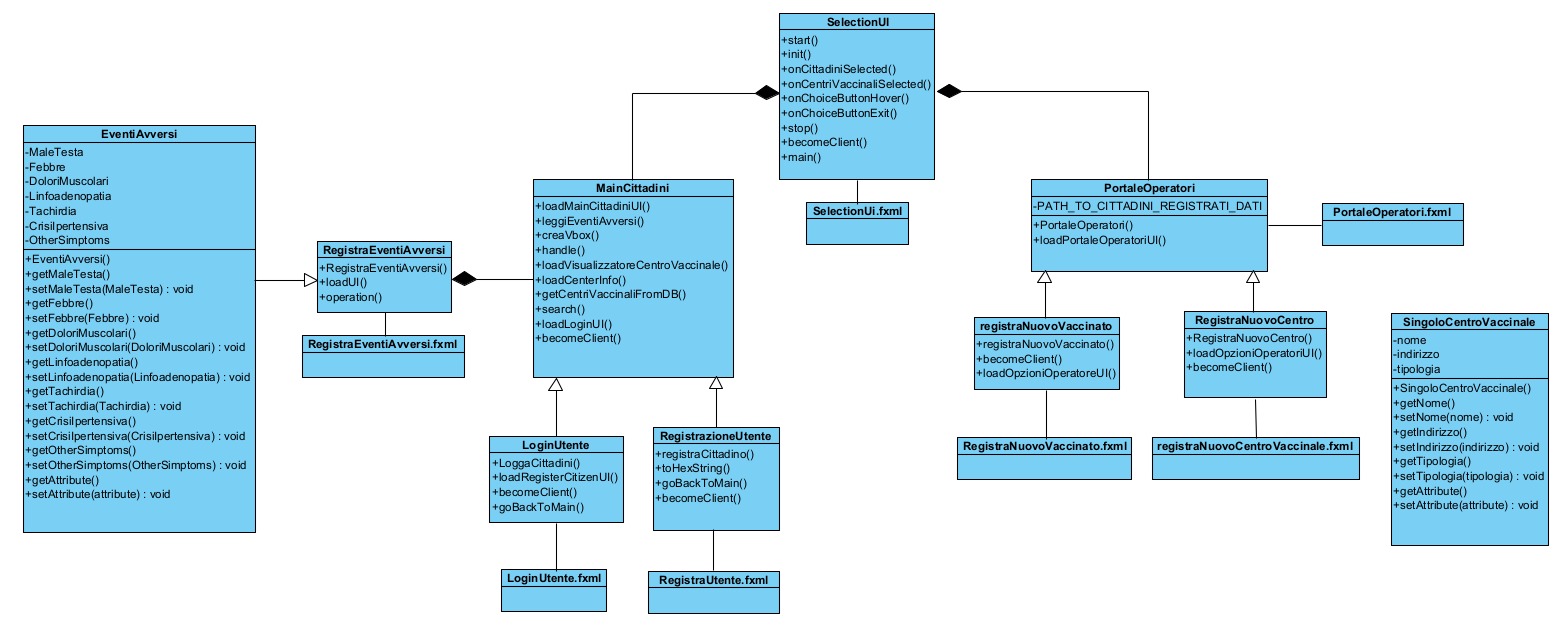 SelectionUI
+start()
+init()
+onCittadiniSelected()
+onCentriVaccinaliSelected()
+onChoiceButtonHover()
+onChoiceButtonExit()
+stop()
+becomeClient()
+main()
SelectionUi.fxml
EventiAvversi
-MaleTesta
-Febbre
-DoloriMuscolari
-Linfoadenopatia
-Tachirdia
-CrisiIpertensiva
-OtherSimptoms
+EventiAvversi()
+getMaleTesta()
+setMaleTesta(MaleTesta) : void
+getFebbre()
+setFebbre(Febbre) : void
+getDoloriMuscolari()
+setDoloriMuscolari(DoloriMuscolari) : void
+getLinfoadenopatia()
+setLinfoadenopatia(Linfoadenopatia) : void
+getTachirdia()
+setTachirdia(Tachirdia) : void
+getCrisiIpertensiva()
+setCrisiIpertensiva(CrisiIpertensiva) : void
+getOtherSimptoms()
+setOtherSimptoms(OtherSimptoms) : void
+getAttribute()
+setAttribute(attribute) : void
RegistraEventiAvversi
+RegistraEventiAvversi()
+loadUI()
+operation()
RegistraEventiAvversi.fxml
MainCittadini
+loadMainCittadiniUI()
+leggiEventiAvversi()
+creaVbox()
+handle()
+loadVisualizzatoreCentroVaccinale()
+loadCenterInfo()
+getCentriVaccinaliFromDB()
+search()
+loadLoginUI()
+becomeClient()
LoginUtente
+LoggaCittadini()
+loadRegisterCitizenUI()
+becomeClient()
+goBackToMain()
LoginUtente.fxml
RegistrazioneUtente
+registraCittadino()
+toHexString()
+goBackToMain()
+becomeClient()
RegistraUtente.fxml
PortaleOperatori
-PATH_TO_CITTADINI_REGISTRATI_DATI
+PortaleOperatori()
+loadPortaleOperatoriUI()
PortaleOperatori.fxml
registraNuovoVaccinato
+registraNuovoVaccinato()
+becomeClient()
+loadOpzioniOperatoreUI()
RegistraNuovoVaccinato.fxml
RegistraNuovoCentro
+RegistraNuovoCentro()
+loadOpzioniOperatoriUI()
+becomeClient()
registraNuovoCentroVaccinale.fxml
SingoloCentroVaccinale
-nome
-indirizzo
-tipologia
+SingoloCentroVaccinale()
+getNome()
+setNome(nome) : void
+getIndirizzo()
+setIndirizzo(indirizzo) : void
+getTipologia()
+setTipologia(tipologia) : void
+getAttribute()
+setAttribute(attribute) : void